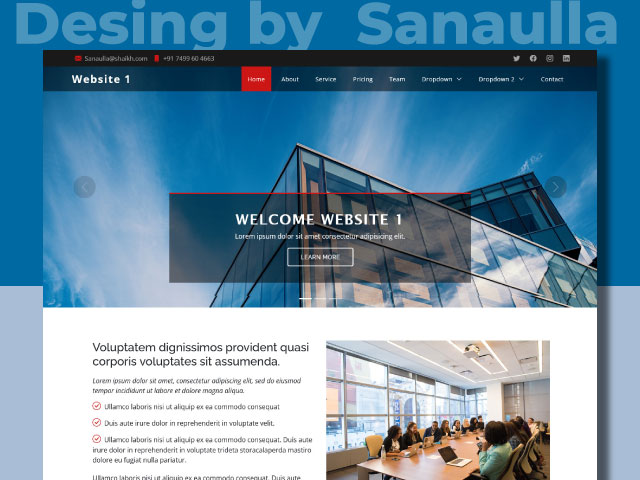 Desing by Sanaulla
Sanaulla@shaikh.com +91 7499 60 4663
Website 1 Home About Service Pricing Team Dropdown Dropdown 2 Contact
WELCOME WEBSITE 1
Lorem ipsum dolor sit amet consectetur adipisicing elit.
LEARN MORE
Voluptatem dignissimos provident quasi
corporis voluptates sit assumenda.
Lorem ipsum dolor sit amet, consectetur adipiscing elit, sed do eiusmod
tempor incididunt ut labore et dolore magna aliqua.
Ullamco laboris nisi ut aliquip ex ea commodo consequat
Duis aute irure dolor in reprehenderit in voluptate velit.
Ullamco laboris nisi ut aliquip ex ea commodo consequat. Duis aute
irure dolor in reprehenderit in voluptate trideta storacalaperda mastiro
dolore eu fugiat nulla pariatur.
Ullamco laboris nisi ut aliquip ex ea commodo consequat. Duis aute